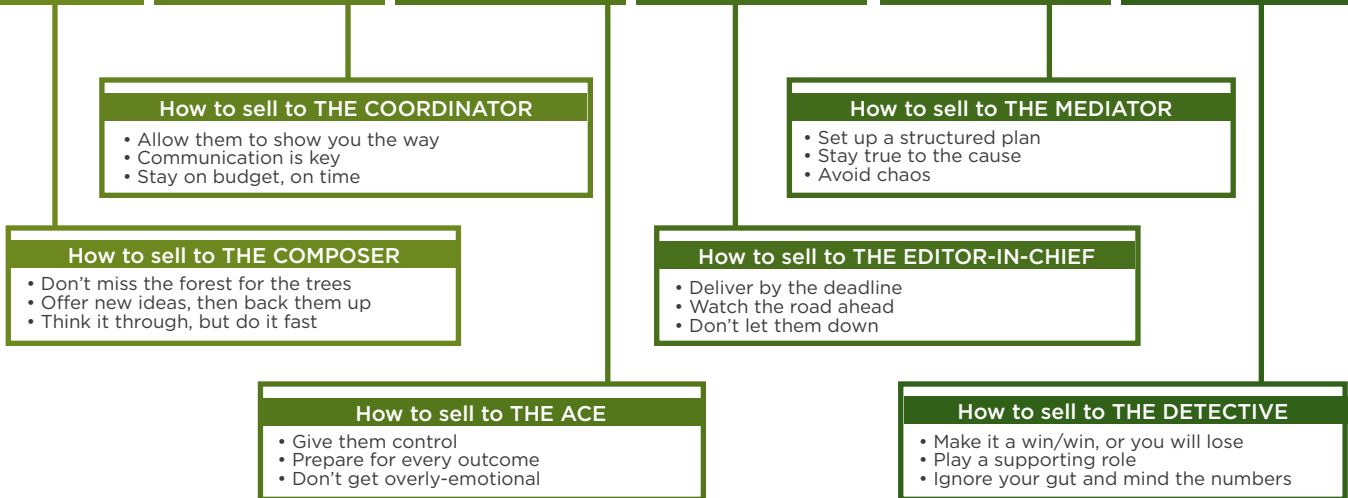 How to sell to THE COORDINATOR
• Allow them to show you the way
• Communication is key
• Stay on budget, on time
How to sell to THE MEDIATOR
• Set up a structured plan
• Stay true to the cause
• Avoid chaos
How to sell to THE COMPOSER
• Don’t miss the forest for the trees
• Offer new ideas, then back them up
• Think it through, but do it fast
How to sell to THE EDITOR-IN-CHIEF
• Deliver by the deadline
• Watch the road ahead
• Don’t let them down
How to sell to THE ACE
• Give them control
• Prepare for every outcome
• Don’t get overly-emotional
How to sell to THE DETECTIVE
• Make it a win/win, or you will lose
• Play a supporting role
• Ignore your gut and mind the numbers